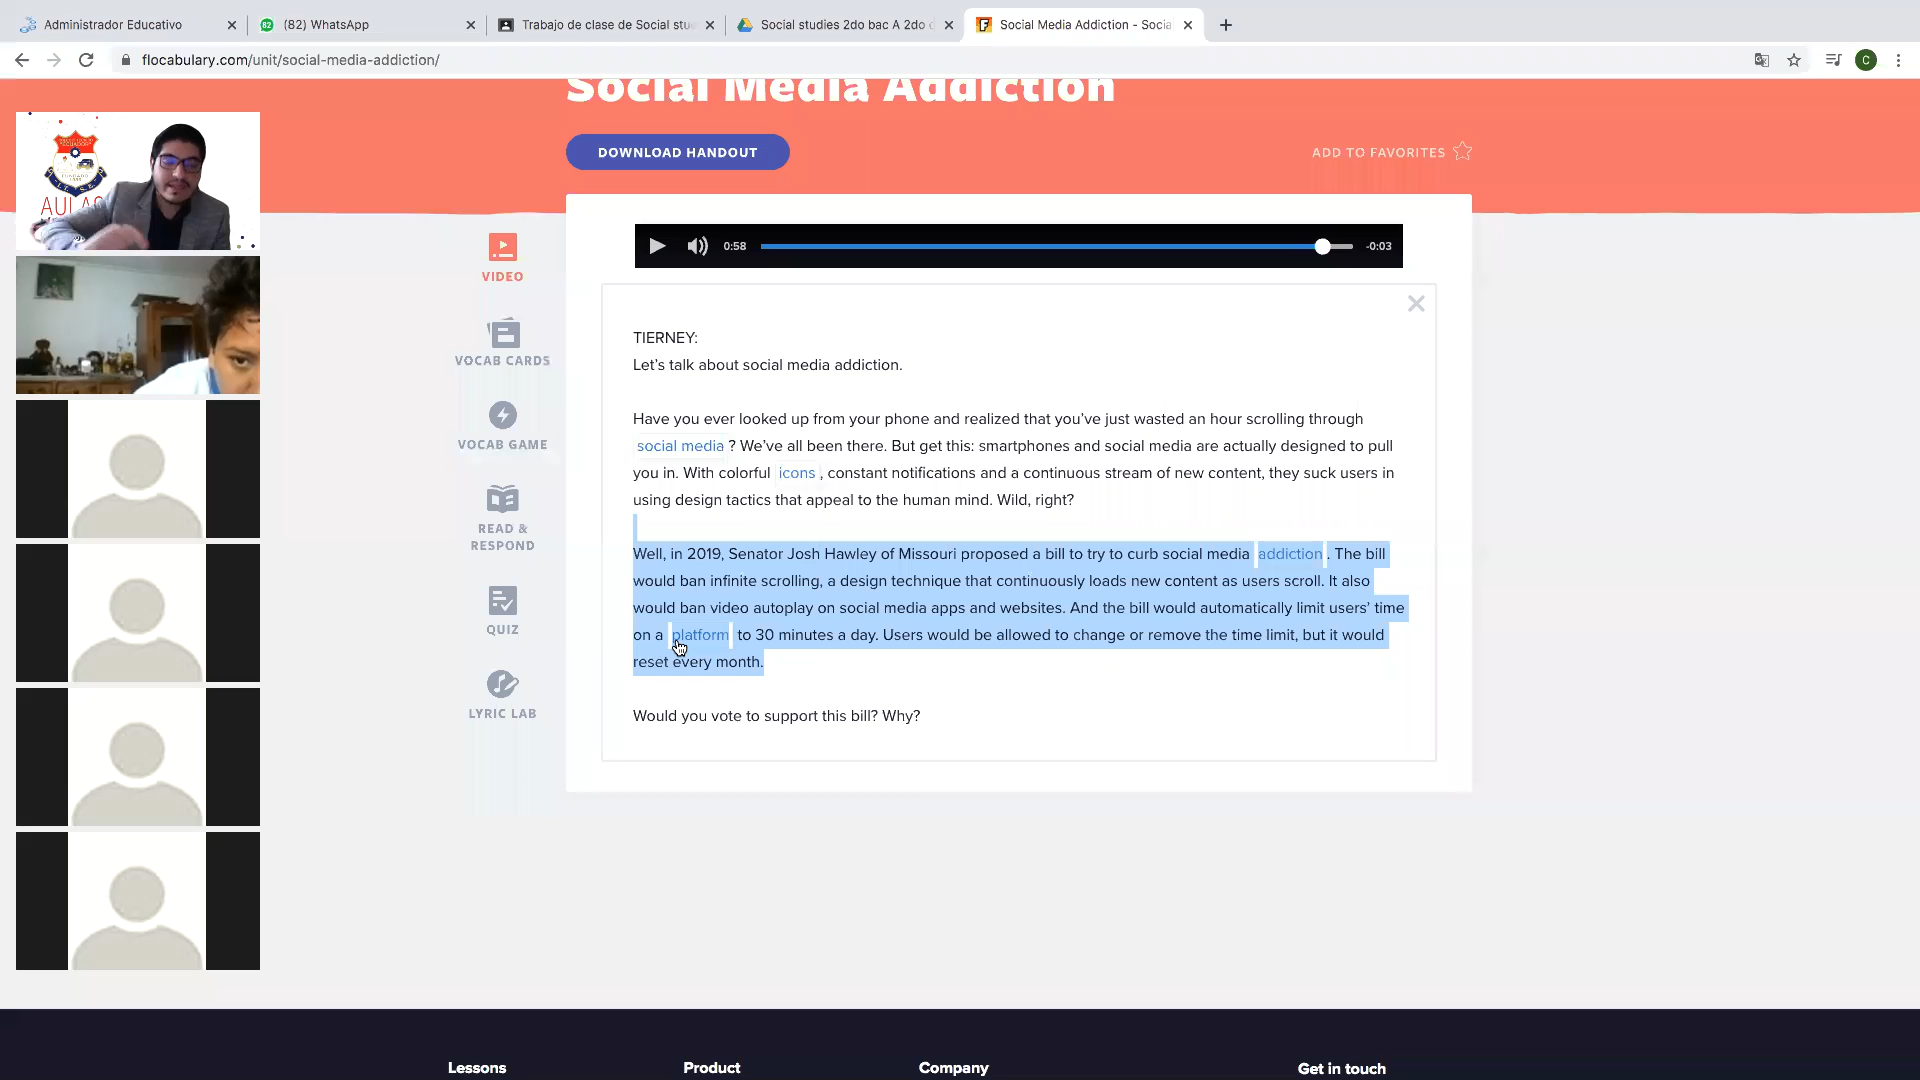 Administrador Educativo
(82) WhatsApp
Trabajo de clase de Social stu
Social studies 2do bac A 2do
Social Media Addiction - Socia
flocabulary.com/unit/social-media-addiction/
C
Social Media Addiction
DOWNLOAD HANDOUT
ADD TO FAVORITES
AULAS
0:58
-0:03
VIDEO
VOCAB CARDS
VOCAB GAME
READ &
RESPOND
QUIZ
LYRIC LAB
TIERNEY:
Let's talk about social media addiction.
Have you ever looked up from your phone and realized that you've just wasted an hour scrolling through
social media ? We've all been there. But get this: smartphones and social media are actually designed to pull
you in. With colorful icons , constant notifications and a continuous stream of new content, they suck users in
using design tactics that appeal to the human mind. Wild, right?
Well, in 2019, Senator Josh Hawley of Missouri proposed a bill to try to curb social media addiction . The bill
would ban infinite scrolling, a design technique that continuously loads new content as users scroll. It also
would ban video autoplay on social media apps and websites. And the bill would automatically limit users' time
on a platform to 30 minutes a day. Users would be allowed to change or remove the time limit, but it would
reset every month.
Would you vote to support this bill? Why?
Lessons
Product
Company
Get in touch